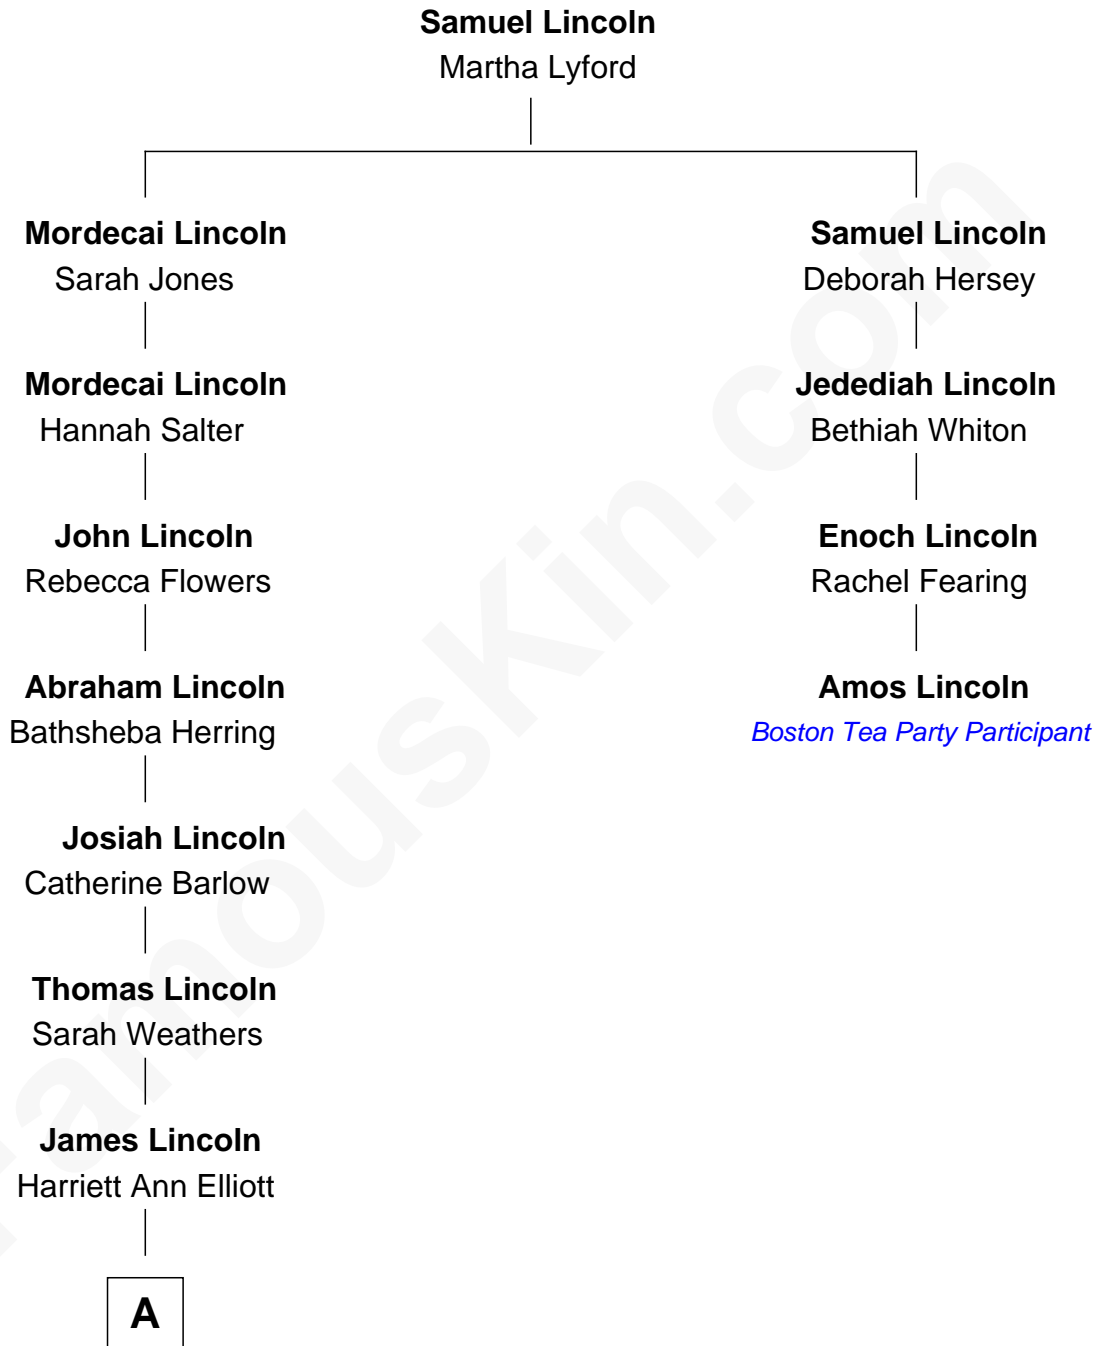 Samuel Lincoln
Martha Lyford
Mordecai Lincoln
Sarah Jones
Samuel Lincoln
Deborah Hersey
Mordecai Lincoln
Hannah Salter
Jedediah Lincoln
Bethiah Whiton
John Lincoln
Rebecca Flowers
Enoch Lincoln
Rachel Fearing
Abraham Lincoln
Bathsheba Herring
Amos Lincoln
Boston Tea Party Participant
Josiah Lincoln
Catherine Barlow
Thomas Lincoln
Sarah Weathers
James Lincoln
Harriett Ann Elliott
A
FamousKin.com